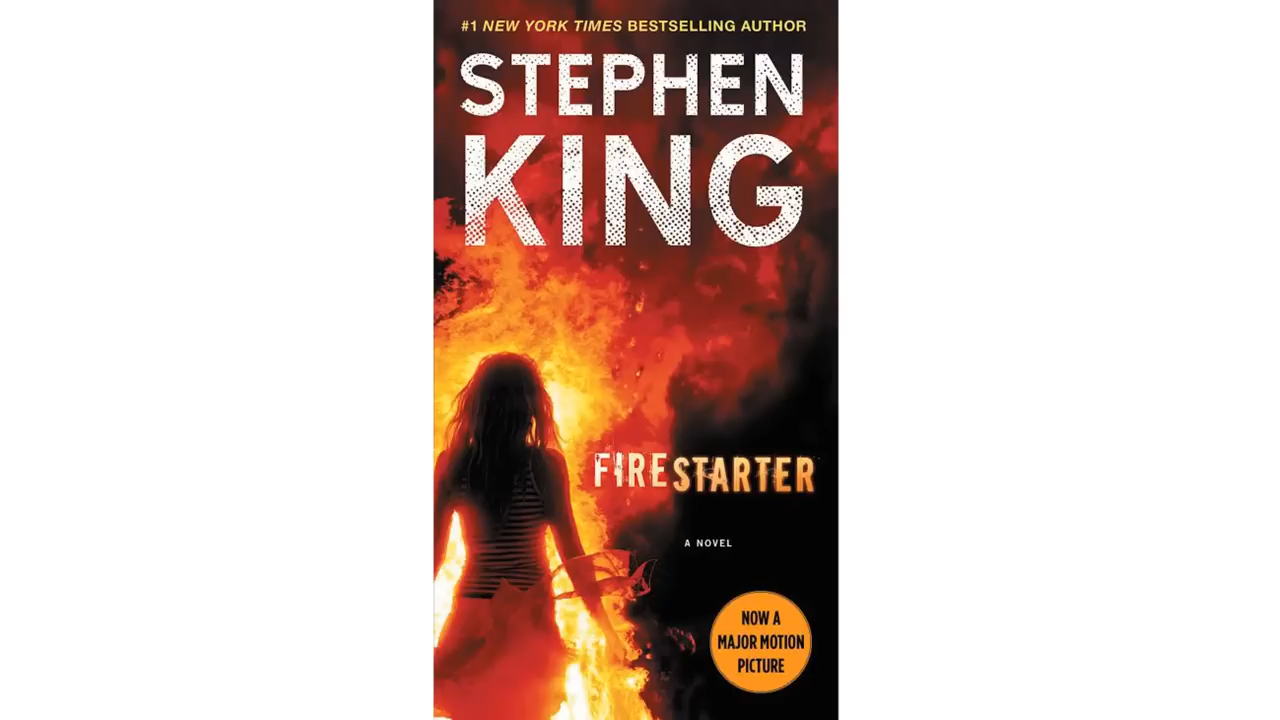 #1 NEW YORK TIMES BESTSELLING AUTHOR
STEPHEN
KING
FIRESTARTER
A NOVEL
NOW A
MAJOR MOTION
PICTURE